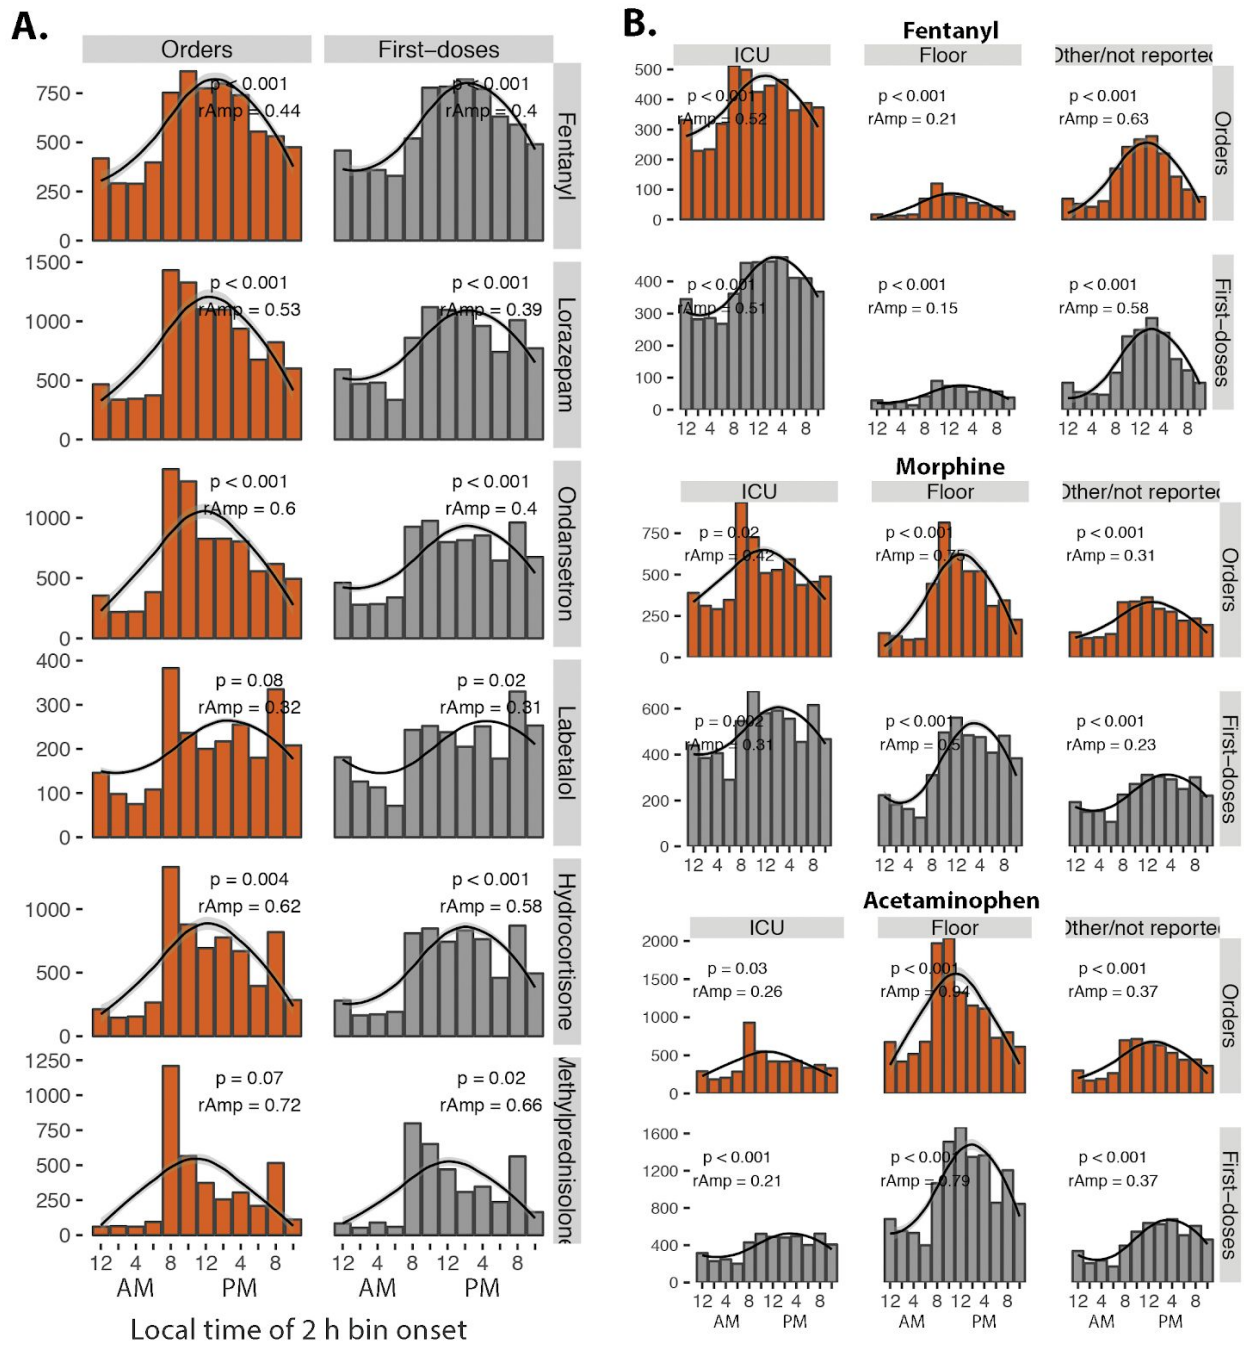 A.
Orders First-doses
750
500
250
0
p < 0.001
rAmp = 0.44
p < 0.001
rAmp = 0.4
Fentanyl
1500
1000
500
0
p < 0.001
rAmp = 0.53
p < 0.001
rAmp = 0.39
Lorazepam
1000
500
0
p < 0.001
rAmp = 0.6
p < 0.001
rAmp = 0.4
Ondansetron
400
300
200
100
0
p = 0.08
rAmp = 0.32
p = 0.02
rAmp = 0.31
Labetalol
1000
500
0
p = 0.004
rAmp = 0.62
p < 0.001
rAmp = 0.58
Hydrocortisone
1250
1000
750
500
250
0
p = 0.07
rAmp = 0.72
p = 0.02
rAmp = 0.66
Methylprednisolone
12 4 8 12 4 8 12 4 8 12 4 8
AM PM AM PM
Local time of 2 h bin onset
B.
Fentanyl
ICU Floor Other/not reported
500
400
300
200
100
0
p < 0.001
rAmp = 0.52
p < 0.001
rAmp = 0.21
p < 0.001
rAmp = 0.63
Orders
400
300
200
100
0
p < 0.001
rAmp = 0.51
p < 0.001
rAmp = 0.15
p < 0.001
rAmp = 0.58
First-doses
12 4 8 12 4 8 12 4 8 12 4 8 12 4 8 12 4 8
Morphine
ICU Floor Other/not reported
750
500
250
0
p = 0.02
rAmp = 0.42
p < 0.001
rAmp = 0.75
p < 0.001
rAmp = 0.31
Orders
600
400
200
0
p = 0.002
rAmp = 0.31
p < 0.001
rAmp = 0.5
p < 0.001
rAmp = 0.23
First-doses
12 4 8 12 4 8 12 4 8 12 4 8 12 4 8 12 4 8
Acetaminophen
ICU Floor Other/not reported
2000
1500
1000
500
0
p = 0.03
rAmp = 0.26
p < 0.001
rAmp = 0.94
p < 0.001
rAmp = 0.37
Orders
1600
1200
800
400
0
p < 0.001
rAmp = 0.21
p < 0.001
rAmp = 0.79
p < 0.001
rAmp = 0.37
First-doses
12 4 8 12 4 8 12 4 8 12 4 8 12 4 8 12 4 8
AM PM AM PM AM PM